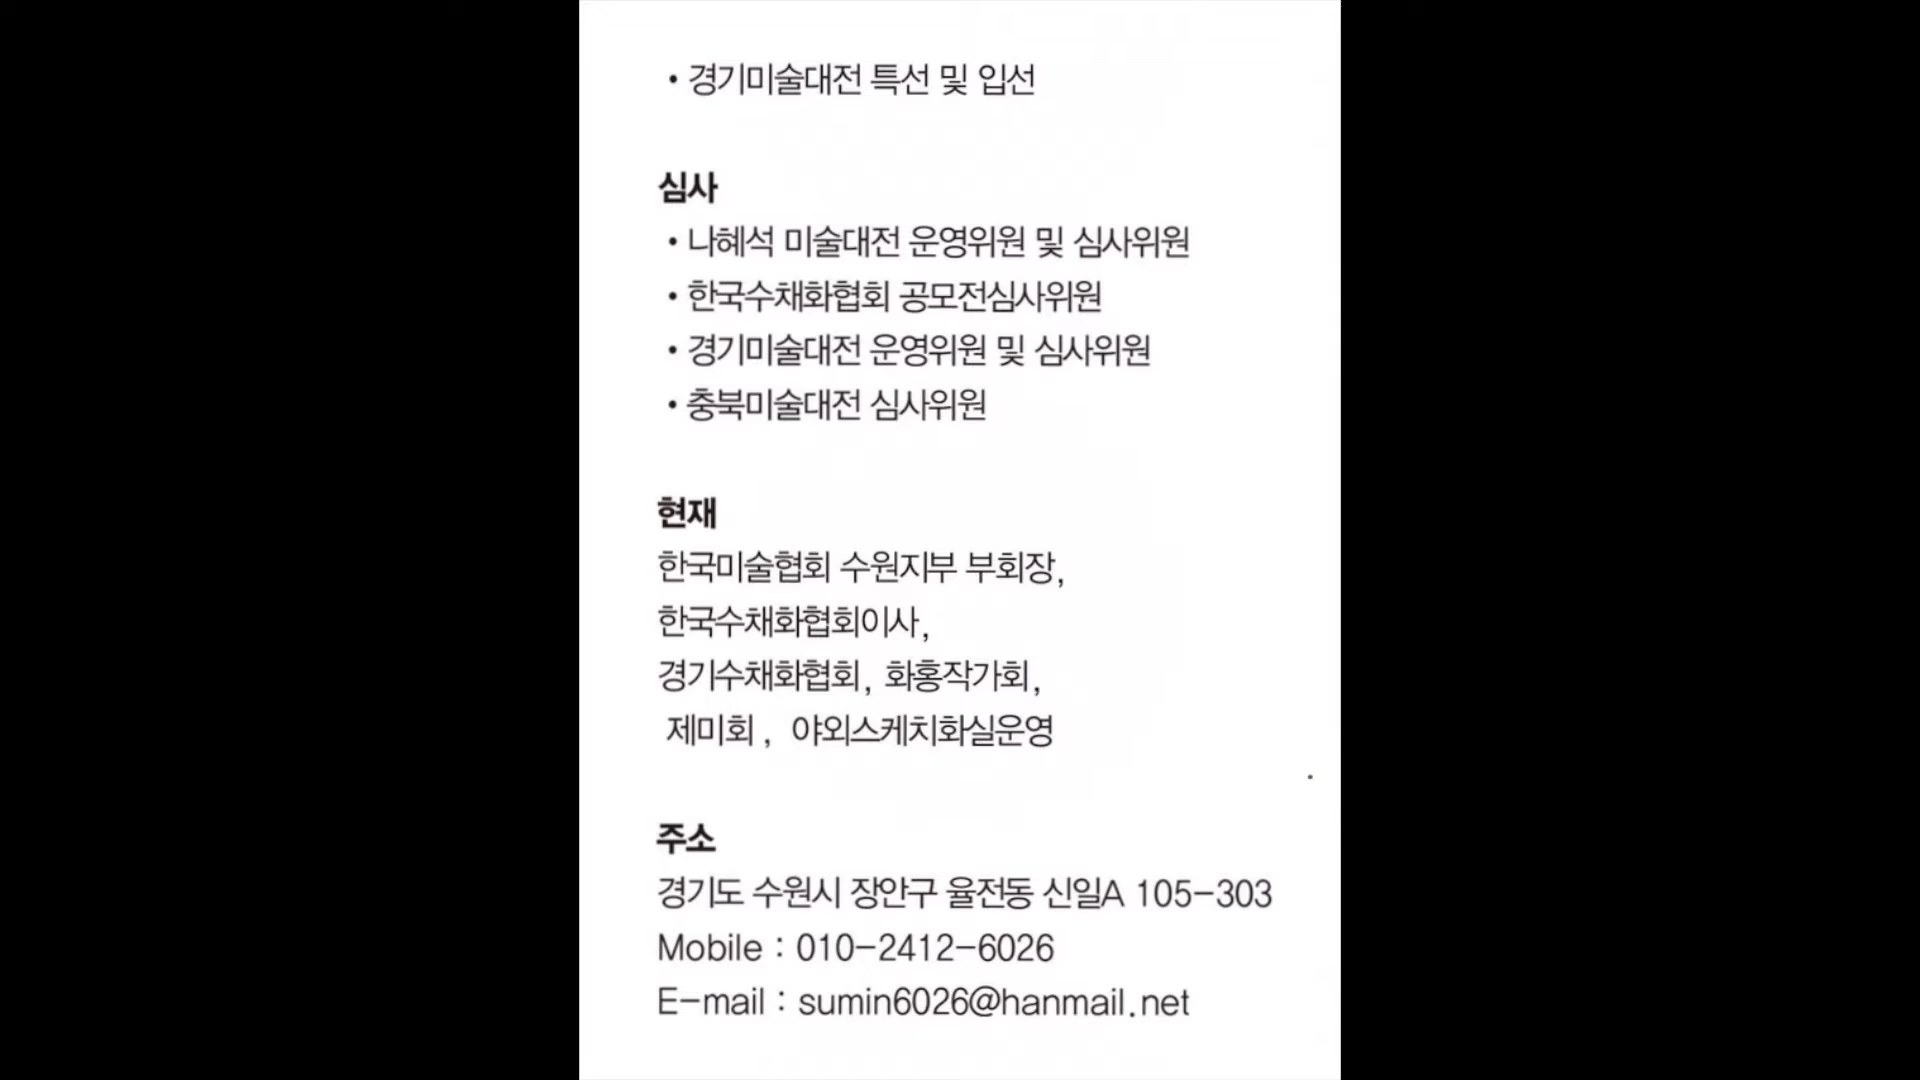 • 경기미술대전 특선 및 입선
심사
• 나혜석 미술대전 운영위원 및 심사위원
• 한국수채화협회 공모전심사위원
• 경기미술대전 운영위원 및 심사위원
• 충북미술대전 심사위원
현재
한국미술협회 수원지부 부회장,
한국수채화협회이사,
경기수채화협회, 화홍작가회,
제미회 , 야외스케치화실운영
주소
경기도 수원시 장안구 율전동 신일A 105-303
Mobile : 010-2412-6026
E-mail : sumin6026@hanmail.net